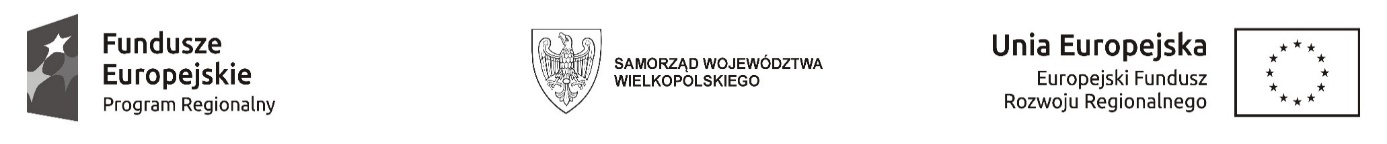 Fundusze
Europejskie
Program Regionalny
SAMORZĄD WOJEWÓDZTWA
WIELKOPOLSKIEGO
Unia Europejska
Europejski Fundusz
Rozwoju Regionalnego